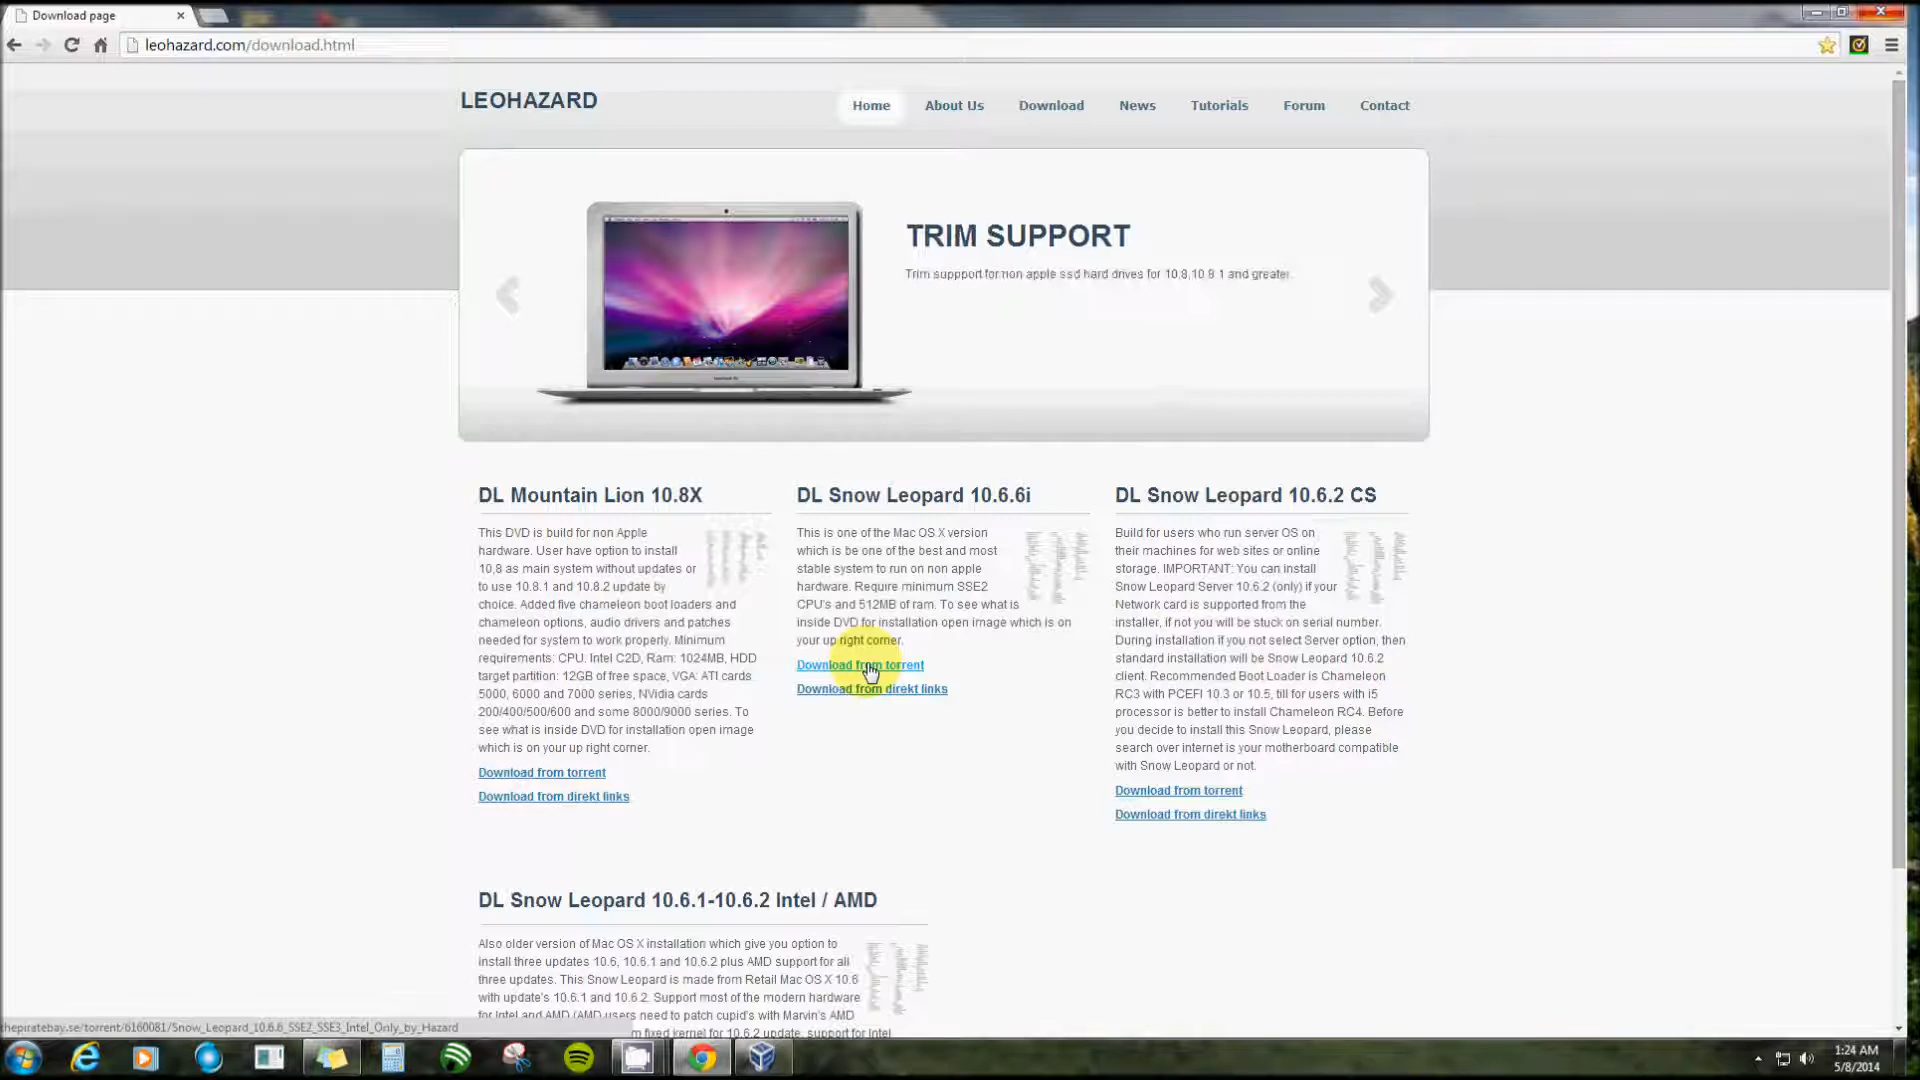 Download page
leohazard.com/download.html
LEOHAZARD
Home About Us Download News Tutorials Forum Contact
TRIM SUPPORT
Trim suppport for non apple ssd hard drives for 10.8,10.8 1 and greater.
DL Mountain Lion 10.8X
This DVD is build for non Apple
hardware. User have option to install
10,8 as main system without updates or
to use 10.8.1 and 10.8.2 update by
choice. Added five chameleon boot loaders and
chameleon options, audio drivers and patches
needed for system to work properly. Minimum
requirements: CPU. Intel C2D, Ram: 1024MB, HDD
target partition: 12GB of free space, VGA: ATI cards
5000, 6000 and 7000 series, NVidia cards
200/400/500/600 and some 8000/9000 series. To
see what is inside DVD for installation open image
which is on your up right corner.
Download from torrent
Download from direkt links
DL Snow Leopard 10.6.6i
This is one of the Mac OS X version
which is be one of the best and most
stable system to run on non apple
hardware. Require minimum SSE2
CPU's and 512MB of ram. To see what is
inside DVD for installation open image which is on
your up right corner.
Download from torrent
Download from direkt links
DL Snow Leopard 10.6.2 CS
Build for users who run server OS on
their machines for web sites or online
storage. IMPORTANT: You can install
Snow Leopard Server 10.6.2 (only) if your
Network card is supported from the
installer, if not you will be stuck on serial number.
During installation if you not select Server option, then
standard installation will be Snow Leopard 10.6.2
client. Recommended Boot Loader is Chameleon
RC3 with PCEFI 10.3 or 10.5, till for users with i5
processor is better to install Chameleon RC4. Before
you decide to install this Snow Leopard, please
search over internet is your motherboard compatible
with Snow Leopard or not.
Download from torrent
Download from direkt links
DL Snow Leopard 10.6.1-10.6.2 Intel / AMD
Also older version of Mac OS X installation which give you option to
install three updates 10.6, 10.6.1 and 10.6.2 plus AMD support for all
three updates. This Snow Leopard is made from Retail Mac OS X 10.6
with update's 10.6.1 and 10.6.2. Support most of the modern hardware
for Intel and AMD (AMD users need to patch cupid's with Marvin's AMD
m fixed kernel for 10.6.2 update, support for Intel
thepiratebay.se/torrent/6160081/Snow_Leopard_10.6.6_SSE2_SSE3_Intel_Only_by_Hazard
1:24 AM
5/8/2014